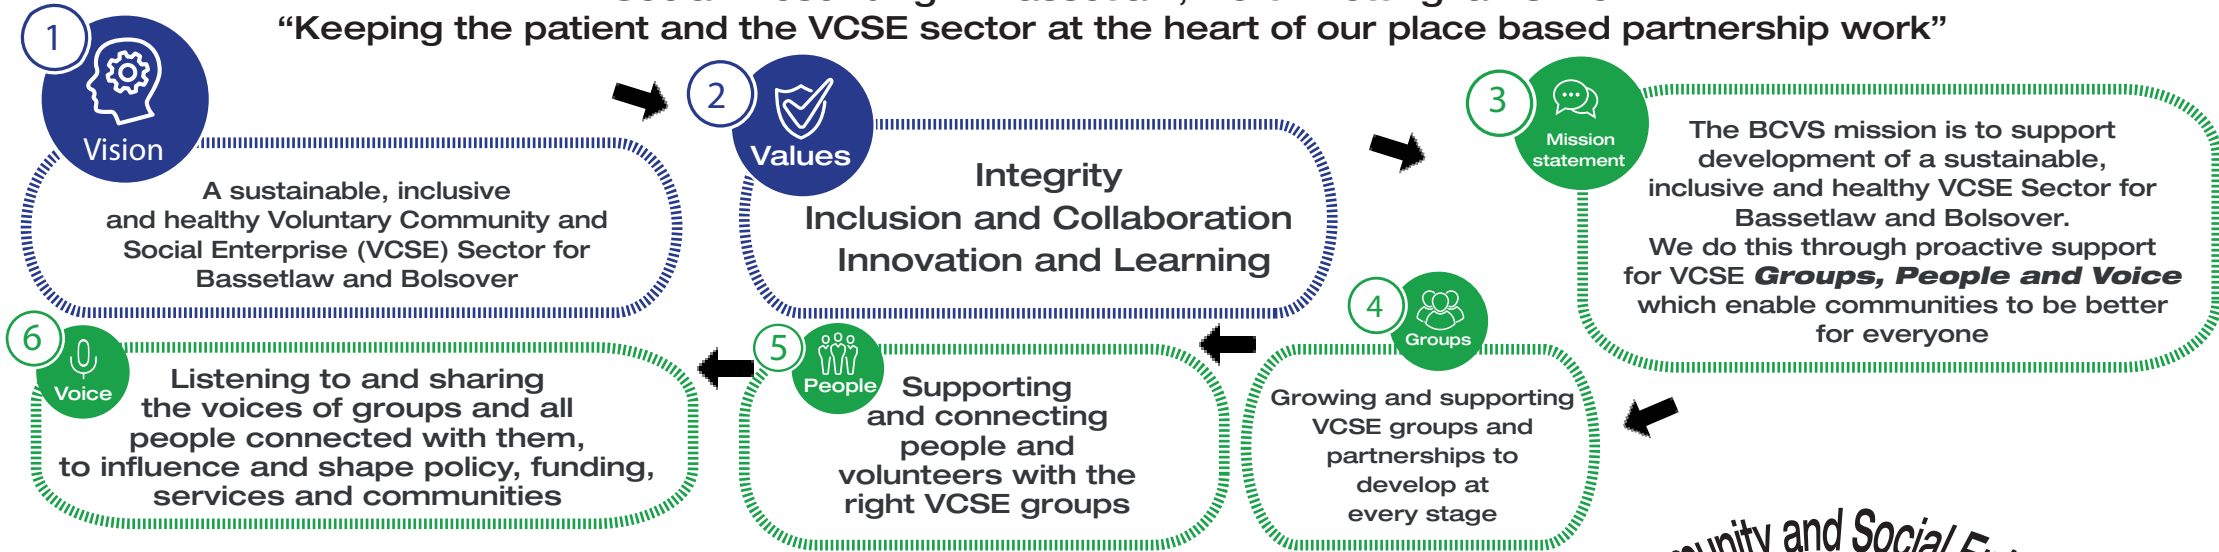 “Keeping the patient and the VCSE sector at the heart of our place based partnership work”
1
Vision
A sustainable, inclusive
and healthy Voluntary Community and
Social Enterprise (VCSE) Sector for
Bassetlaw and Bolsover
2
Values
Integrity
Inclusion and Collaboration
Innovation and Learning
3
Mission
statement
The BCVS mission is to support
development of a sustainable,
inclusive and healthy VCSE Sector for
Bassetlaw and Bolsover.
We do this through proactive support
for VCSE Groups, People and Voice
which enable communities to be better
for everyone
4
Groups
Growing and supporting
VCSE groups and
partnerships to
develop at
every stage
5
People
Supporting
and connecting
people and
volunteers with the
right VCSE groups
6
Voice
Listening to and sharing
the voices of groups and all
people connected with them,
to influence and shape policy, funding,
services and communities
and Social